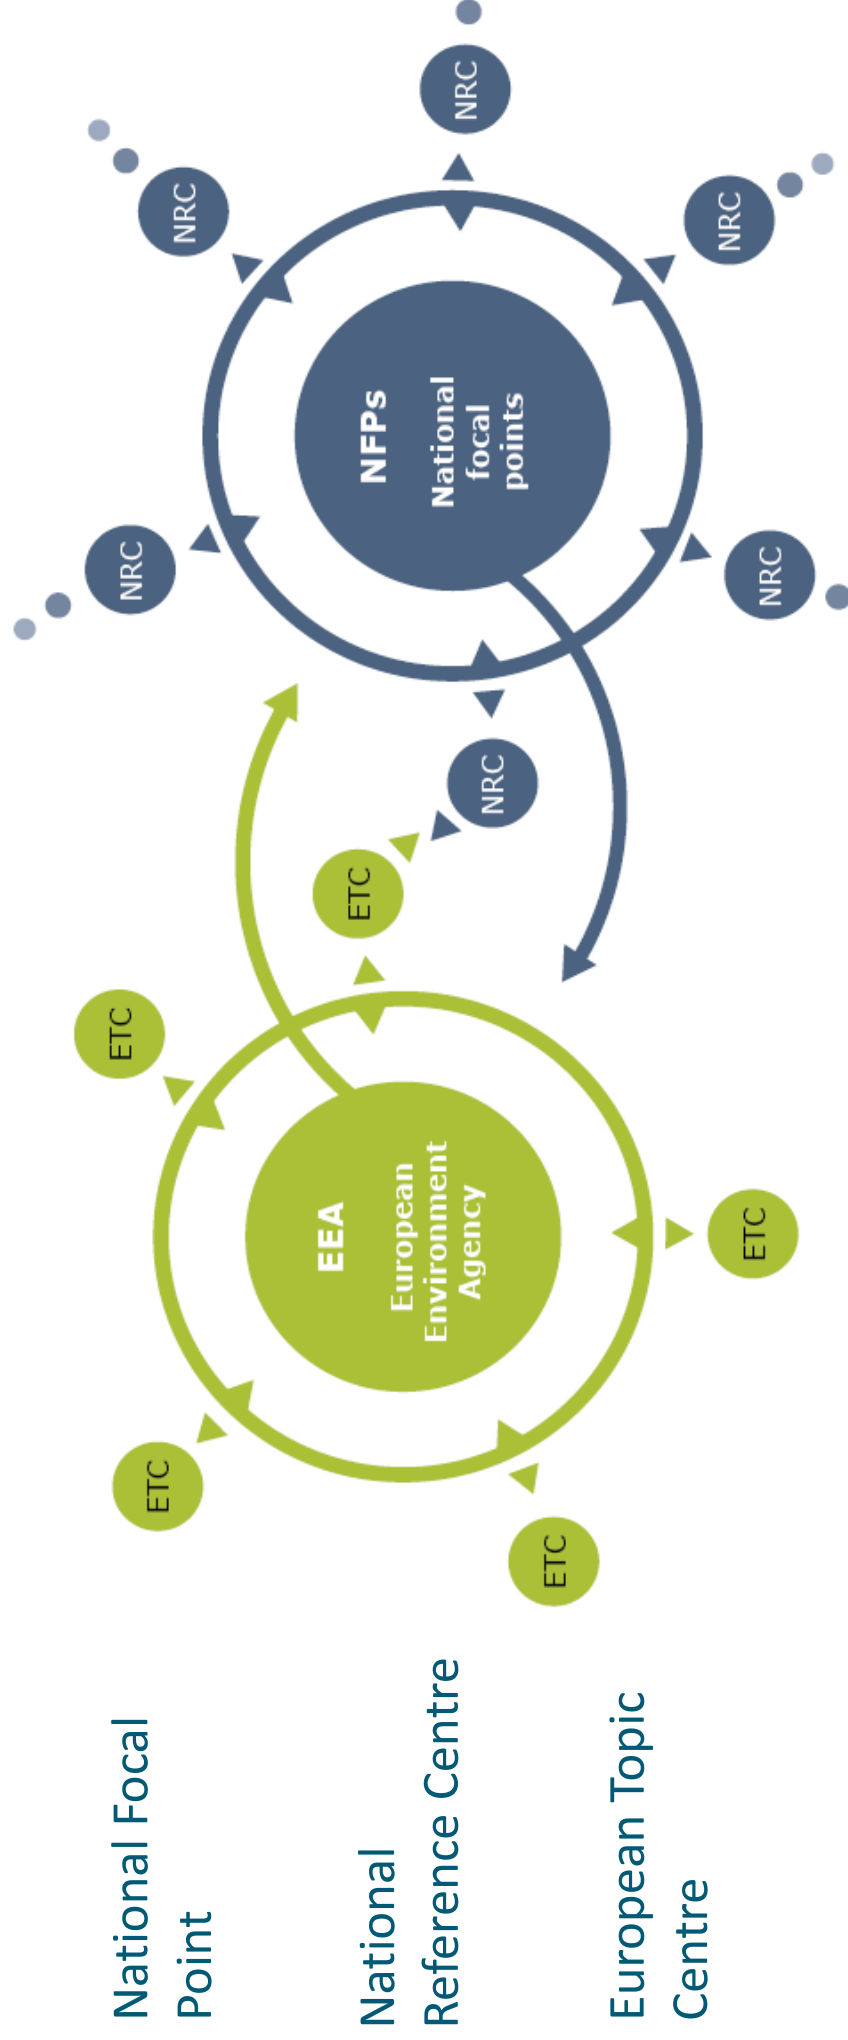 National Focal
Point
National
Reference Centre
European Topic
Centre
ETC
ETC
ETC
ETC
ETC
EEA
European
Environment
Agency
NFPs
National
focal
points
NRC
NRC
NRC
NRC
NRC
NRC